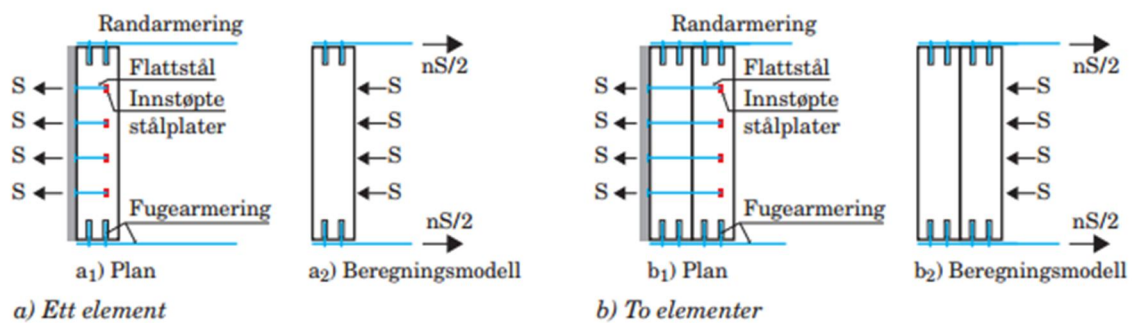 Randarmering
Flattstål
Innstøpte
stålplater
S
S
S
S
Fugearmering
a₁) Plan
nS/2
S
S
S
S
nS/2
a₂) Beregningsmodell
a) Ett element
Randarmering
Flattstål
Innstøpte
stålplater
S
S
S
S
Fugearmering
b₁) Plan
nS/2
S
S
S
S
nS/2
b₂) Beregningsmodell
b) To elementer